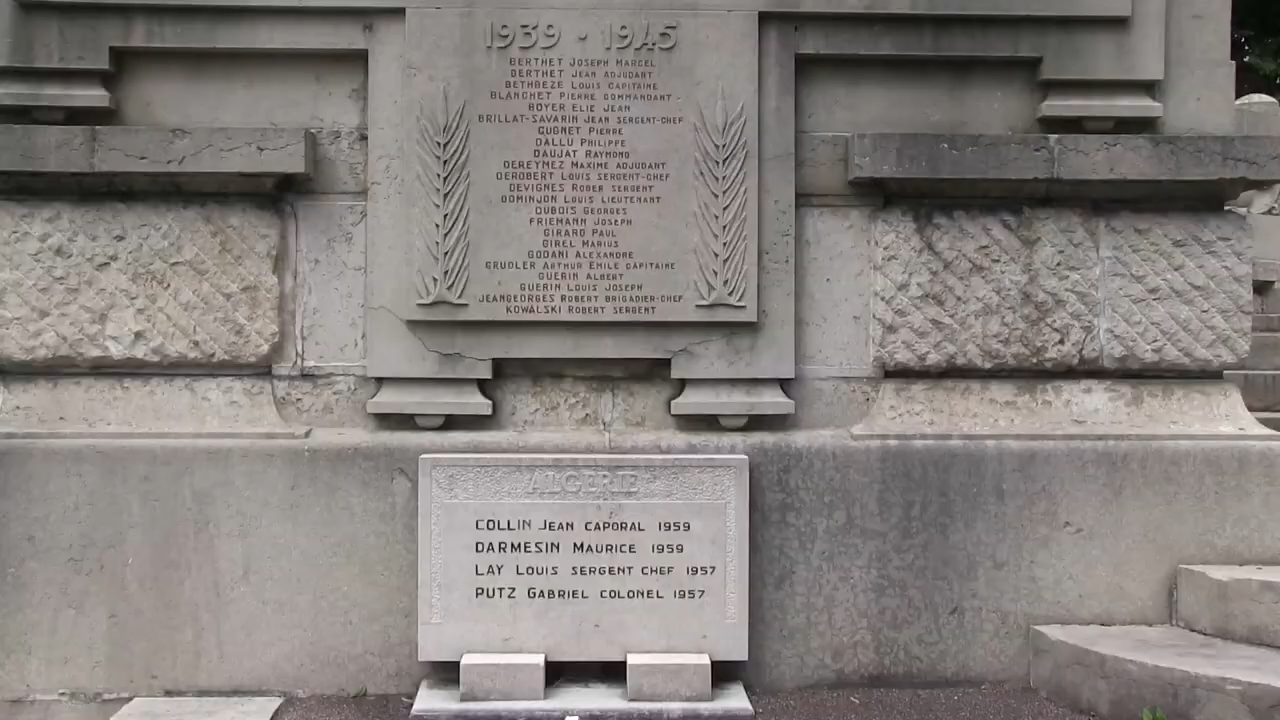 1939 - 1945
BERTHET JOSEPH MARCEL
BERTHET JEAN ADJUDANT
BETHBEZE LOUIS CAPITAINE
BLANCHET PIERRE COMMANDANT
BOYER ELIE JEAN
BRILLAT-SAVARIN JEAN SERGENT-CHEF
CUGNET PIERRE
DALLU PHILIPPE
DAUJAT RAYMOND
DEREYMEZ MAXIME ADJUDANT
DEROBERT LOUIS SERGENT-CHEF
DEVIGNES ROGER SERGENT
DOMINJON LOUIS LIEUTENANT
DUBOIS GEORGES
FRIEMANN JOSEPH
GIRARD PAUL
GIREL MARIUS
GODANI ALEXANDRE
GRUDLER ARTHUR EMILE CAPITAINE
GUERIN ALBERT
GUERIN LOUIS JOSEPH
JEANGEORGES ROBERT BRIGADIER-CHEF
KOWALSKI ROBERT SERGENT
ALGERIE
COLLIN JEAN CAPORAL 1959
DARMESIN MAURICE 1959
LAY LOUIS SERGENT CHEF 1957
PUTZ GABRIEL COLONEL 1957